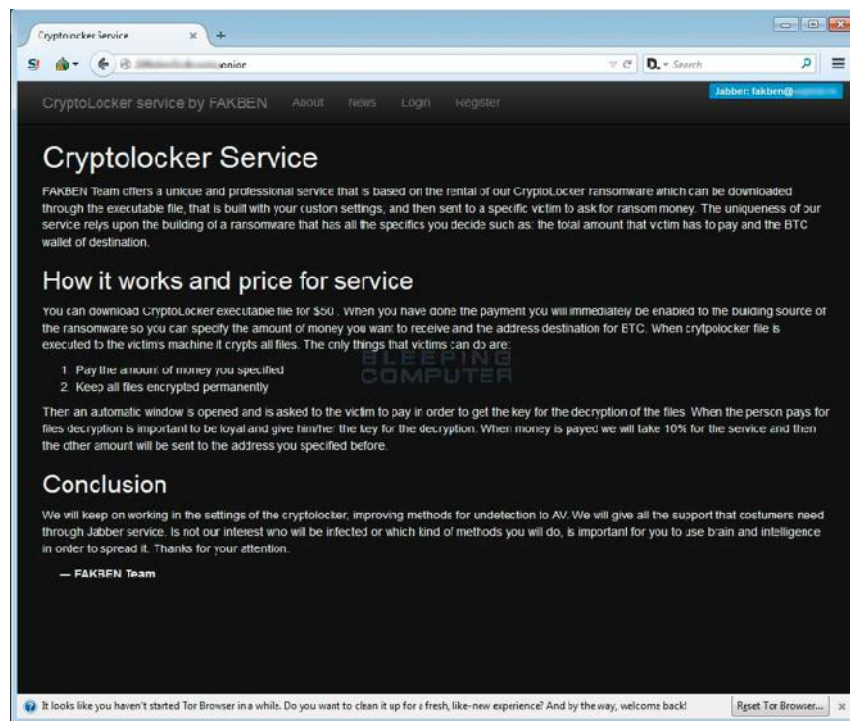 Cryptolocker Service
Search
CryptoLocker service by FAKBEN About News Login Register
Jabber: fakben@
Cryptolocker Service
FAKBEN Team offers a unique and professional service that is based on the rental of our CryptoLocker ransomware which can be downloaded
through the executable file, that is built with your custom settings, and then sent to a specific victim to ask for ransom money. The uniqueness of our
service relys upon the building of a ransomware that has all the specifics you decide such as: the total amount that victim has to pay and the BTC
wallet of destination.
How it works and price for service
You can download CryptoLocker executable file for $50 . When you have done the payment you will immediately be enabled to the building source of
the ransomware so you can specify the amount of money you want to receive and the address destination for BTC. When crytpolocker file is
executed to the victim's machine it crypts all files. The only things that victims can do are:
1. Pay the amount of money you specified
2. Keep all files encrypted permanently
BLEEPING
COMPUTER
Then an automatic window is opened and is asked to the victim to pay in order to get the key for the decryption of the files. When the person pays for
files decryption is important to be loyal and give him/her the key for the decryption. When money is payed we will take 10% for the service and then
the other amount will be sent to the address you specified before.
Conclusion
We will keep on working in the settings of the cryptolocker, improving methods for undetection to AV. We will give all the support that costumers need
through Jabber service. Is not our interest who will be infected or which kind of methods you will do, is important for you to use brain and intelligence
in order to spread it. Thanks for your attention.
— FAKBEN Team
It looks like you haven't started Tor Browser in a while. Do you want to clean it up for a fresh, like-new experience? And by the way, welcome back! Reset Tor Browser...